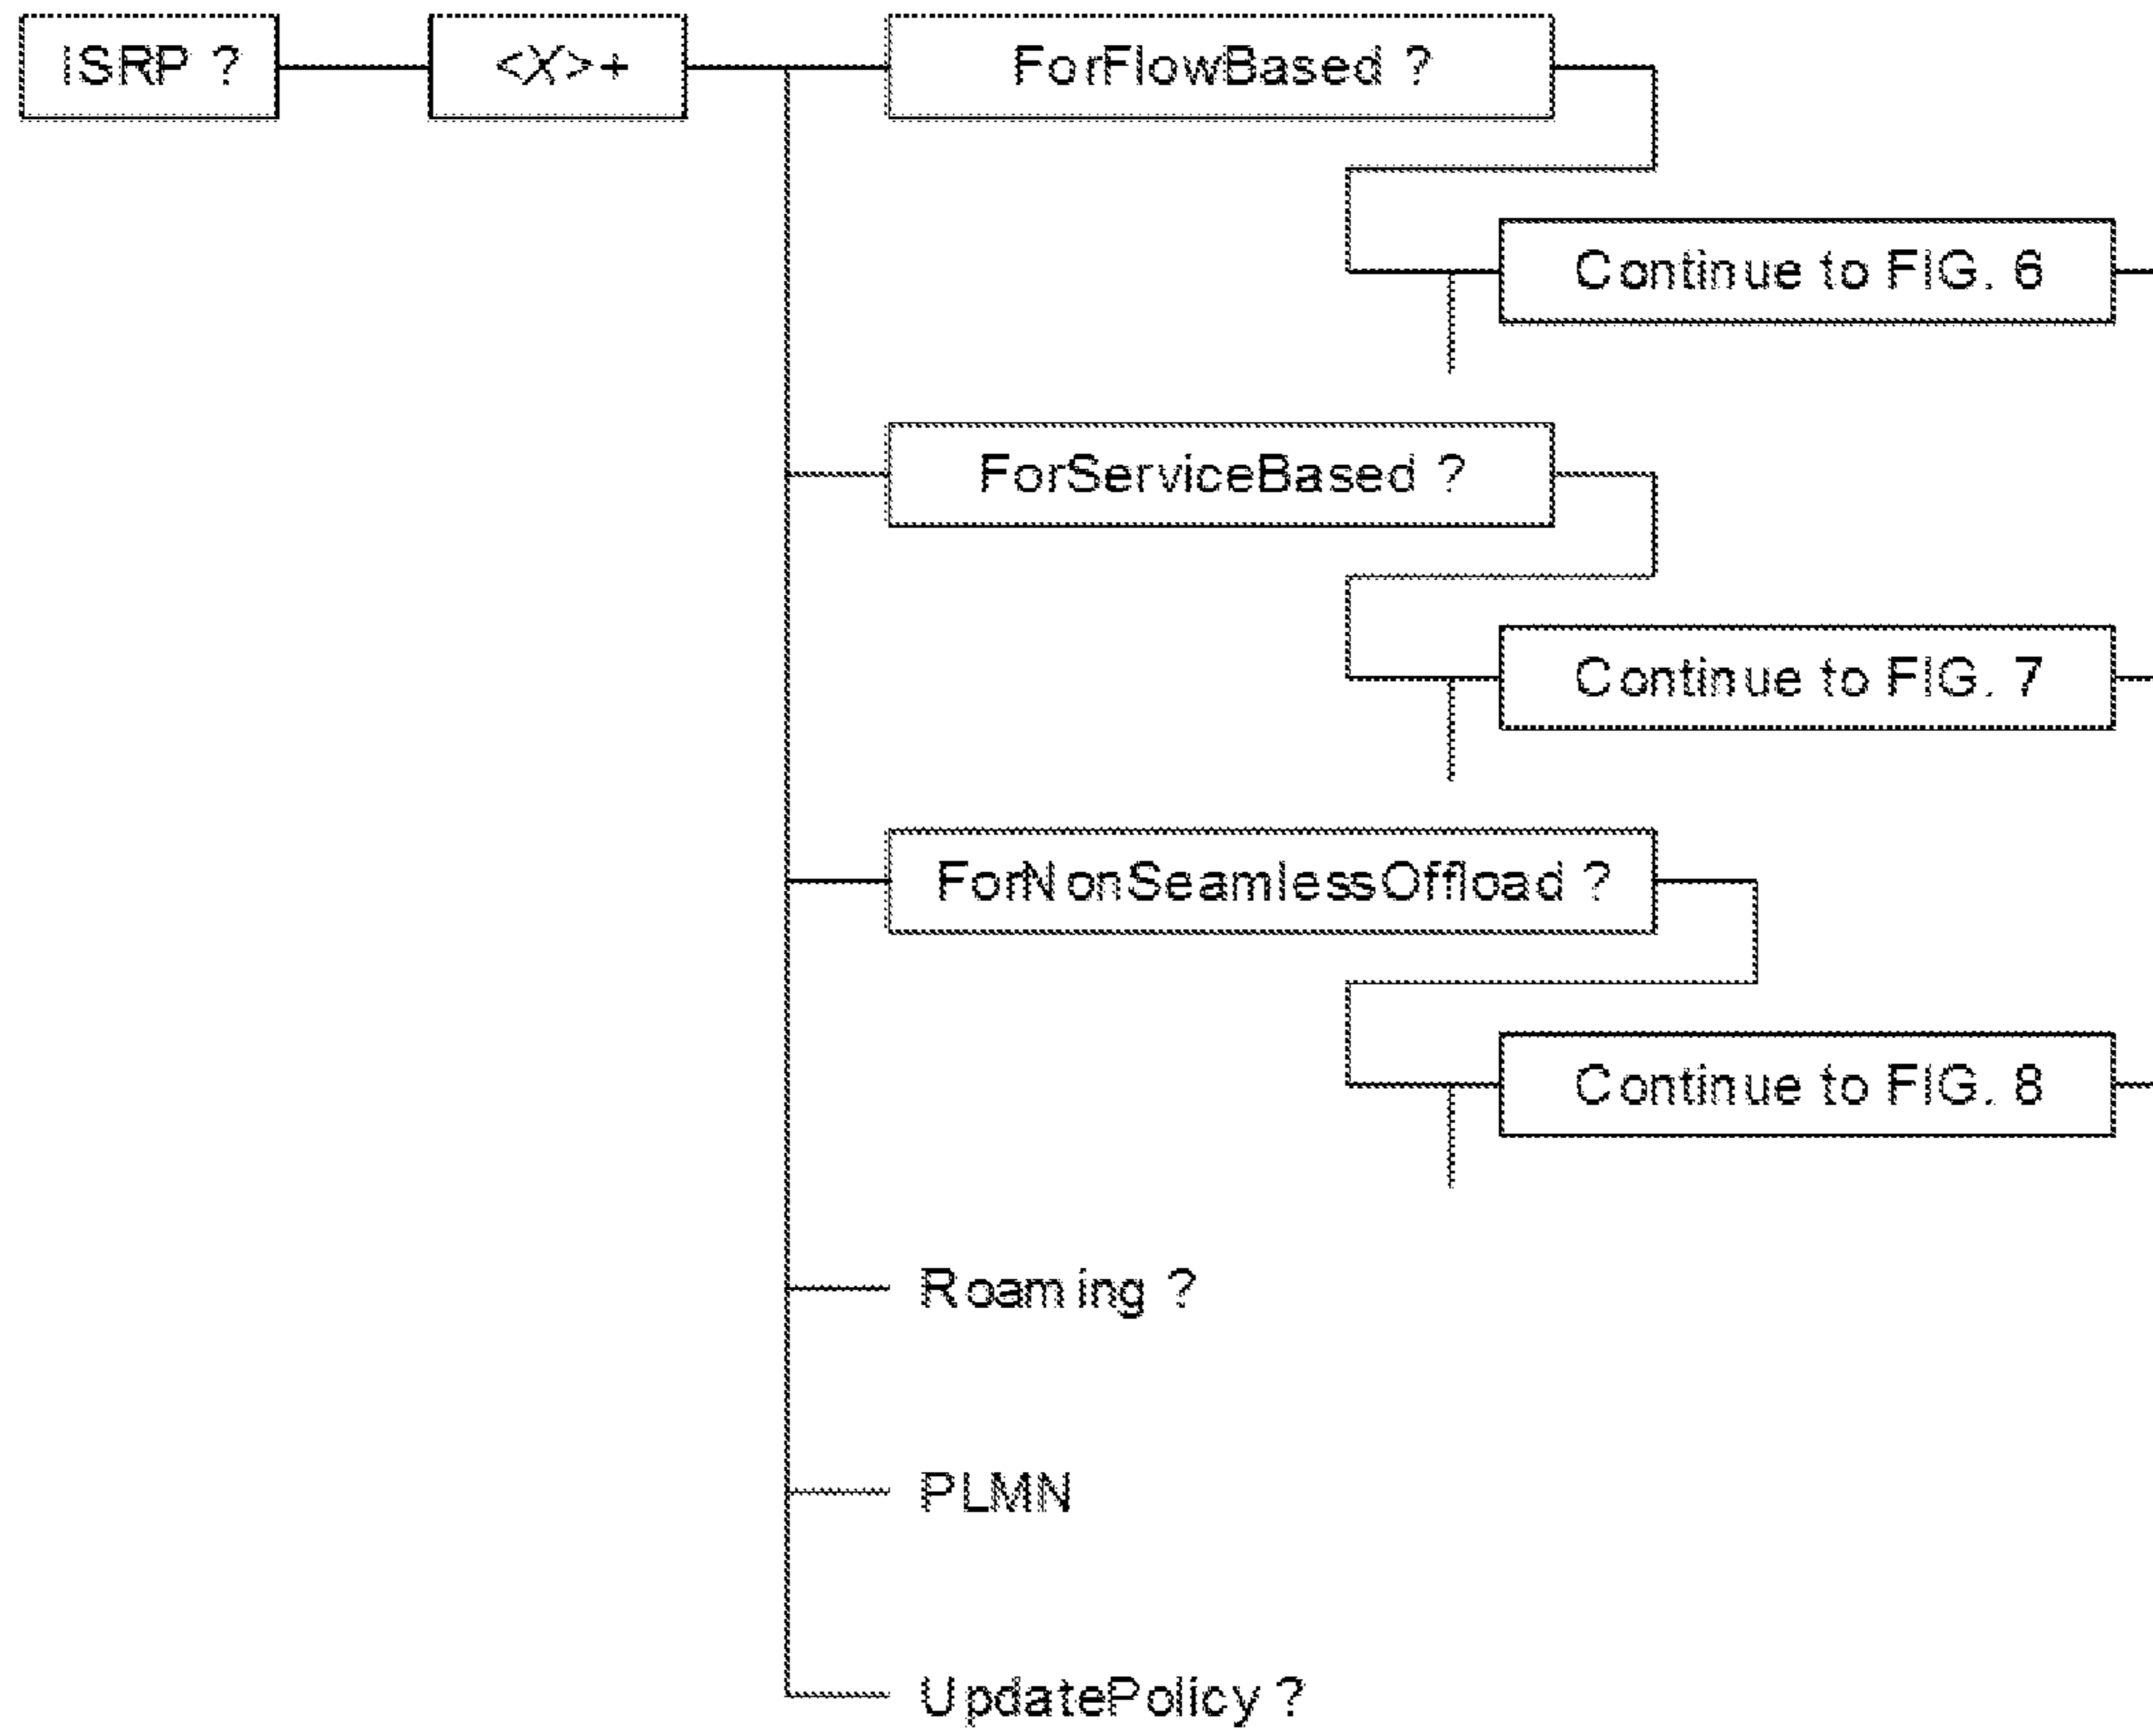 ISRP ?
<X>+
ForFlowBased ?
Continue to FIG. 6
ForServiceBased ?
Continue to FIG. 7
ForNonSeamlessOffload ?
Continue to FIG. 8
Roaming ?
PLMN
UpdatePolicy ?